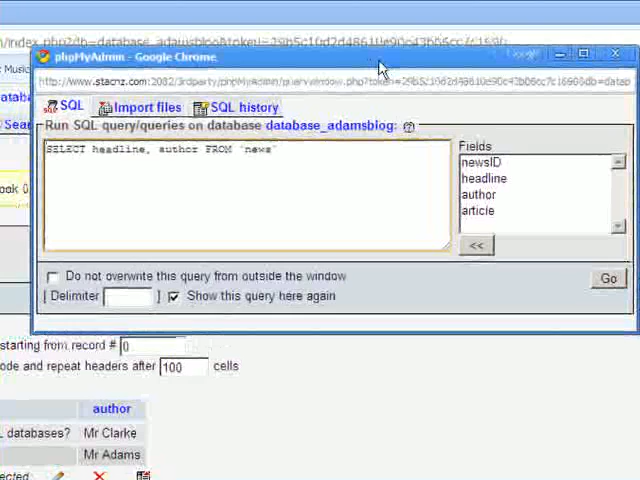 phpMyAdmin - Google Chrome
Music
SQL
Import files
SQL history
Run SQL query/queries on database database_adamsblog:
SELECT headline, author FROM `news`
Fields
newsID
headline
author
article
<<
Do not overwrite this query from outside the window
[ Delimiter ] Show this query here again
Go
starting from record # 0
ode and repeat headers after 100 cells
author
L databases? Mr Clarke
Mr Adams